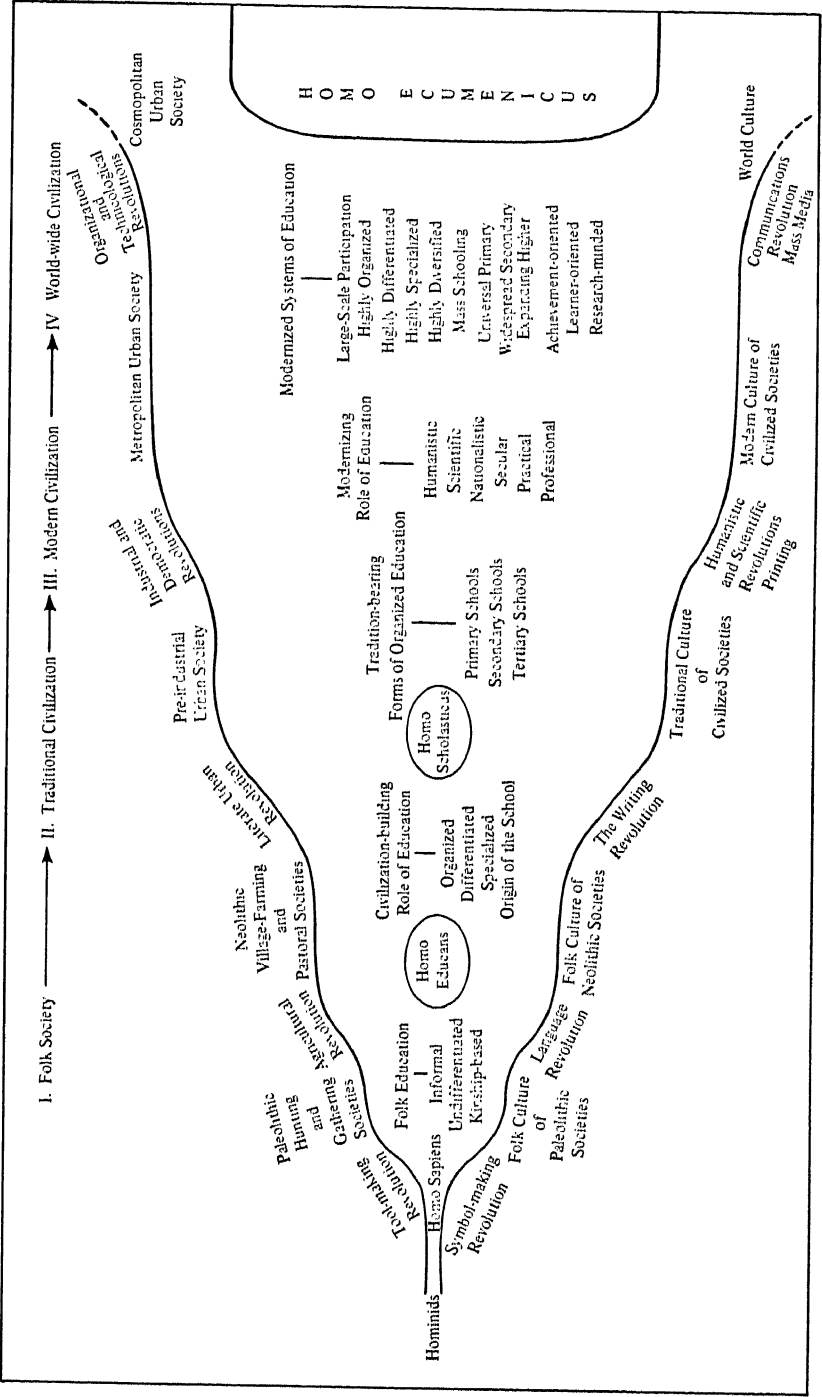 I. Folk Society
II. Traditional Civilization
III. Modern Civilization
IV World-wide Civilization
Tool-making
Revolution
Paleolithic
Hunting
and
Gathering
Societies
Agricultural
Revolution
Neolithic
Village-Farming
and
Pastoral Societies
Literate Urban
Revolution
Pre-industrial
Urban Society
Industrial and
Democratic
Revolutions
Metropolitan Urban Society
Organizational
and
Technological
Revolutions
Cosmopolitan
Urban
Society
Hominids
Homo Sapiens
Folk Education
Informal
Undifferentiated
Kinship-based
Homo
Educans
Civilization-building
Role of Education
Organized
Differentiated
Specialized
Origin of the School
Homo
Scholasticus
Tradition-bearing
Forms of Organized Education
Primary Schools
Secondary Schools
Tertiary Schools
Modernizing
Role of Education
Humanistic
Scientific
Nationalistic
Secular
Practical
Professional
Modernized Systems of Education
Large-Scale Participation
Highly Organized
Highly Differentiated
Highly Specialized
Highly Diversified
Mass Schooling
Universal Primary
Widespread Secondary
Expanding Higher
Achievement-oriented
Learner-oriented
Research-minded
HOMO ECUMENICUS
Symbol-making
Revolution
Folk Culture
of
Paleolithic
Societies
Language
Revolution
Folk Culture of
Neolithic Societies
The Writing
Revolution
Traditional Culture
of
Civilized Societies
Humanistic
and Scientific
Revolutions
Printing
Modern Culture of
Civilized Societies
Communications
Revolution
Mass Media
World Culture